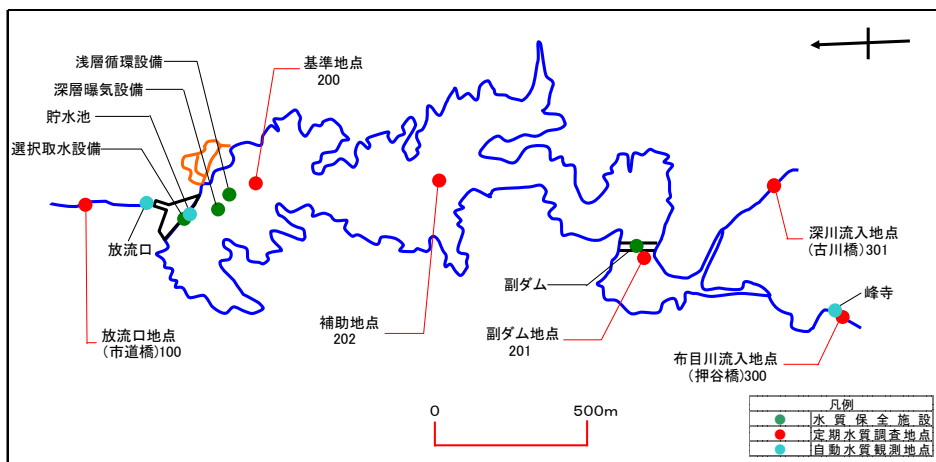 浅層循環設備
深層曝気設備
貯水池
選択取水設備
基準地点
200
放流口
放流口地点
(市道橋)100
補助地点
202
副ダム
副ダム地点
201
深川流入地点
(古川橋)301
峰寺
布目川流入地点
(押谷橋)300
0 500m
凡例
水質保全施設
定期水質調査地点
自動水質観測地点